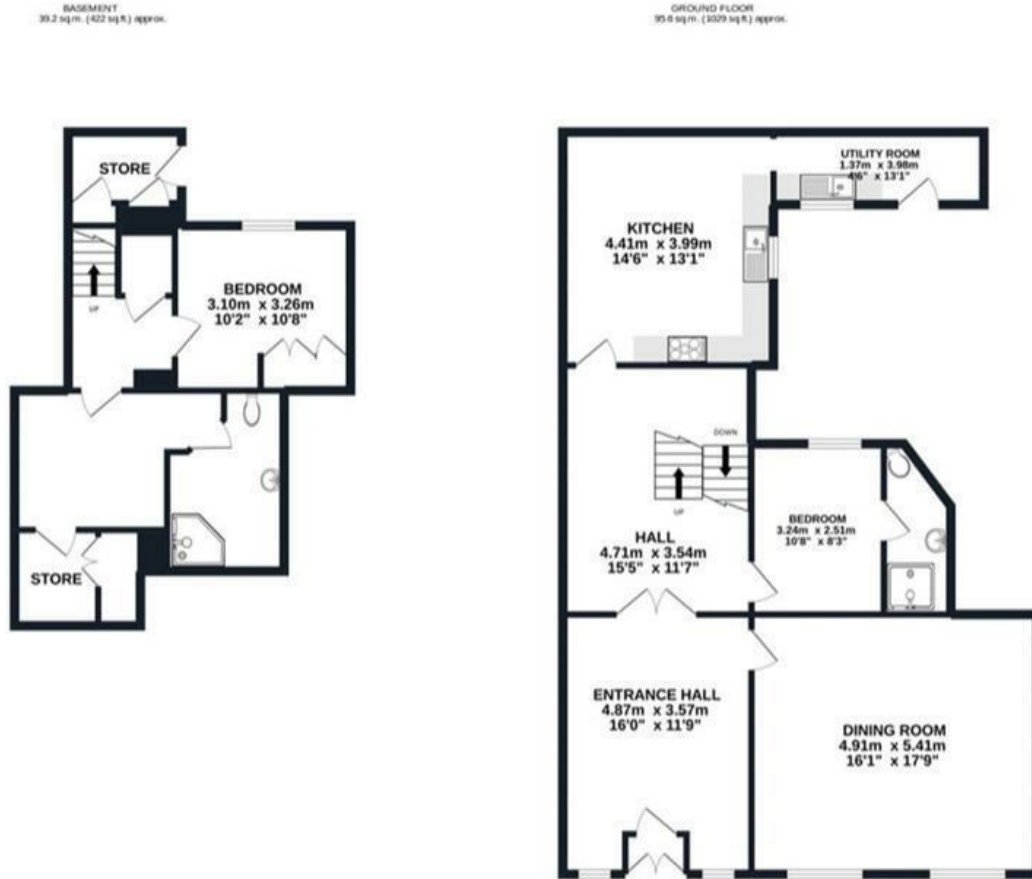 BASEMENT
39.2 sq.m. (422 sq.ft.) approx.
GROUND FLOOR
95.6 sq.m. (1029 sq.ft.) approx.
STORE
UP
BEDROOM
3.10m x 3.26m
10'2" x 10'8"
STORE
UTILITY ROOM
1.37m x 3.98m
4'6" x 13'1"
KITCHEN
4.41m x 3.99m
14'6" x 13'1"
DOWN
UP
HALL
4.71m x 3.54m
15'5" x 11'7"
BEDROOM
3.24m x 2.51m
10'8" x 8'3"
ENTRANCE HALL
4.87m x 3.57m
16'0" x 11'9"
DINING ROOM
4.91m x 5.41m
16'1" x 17'9"